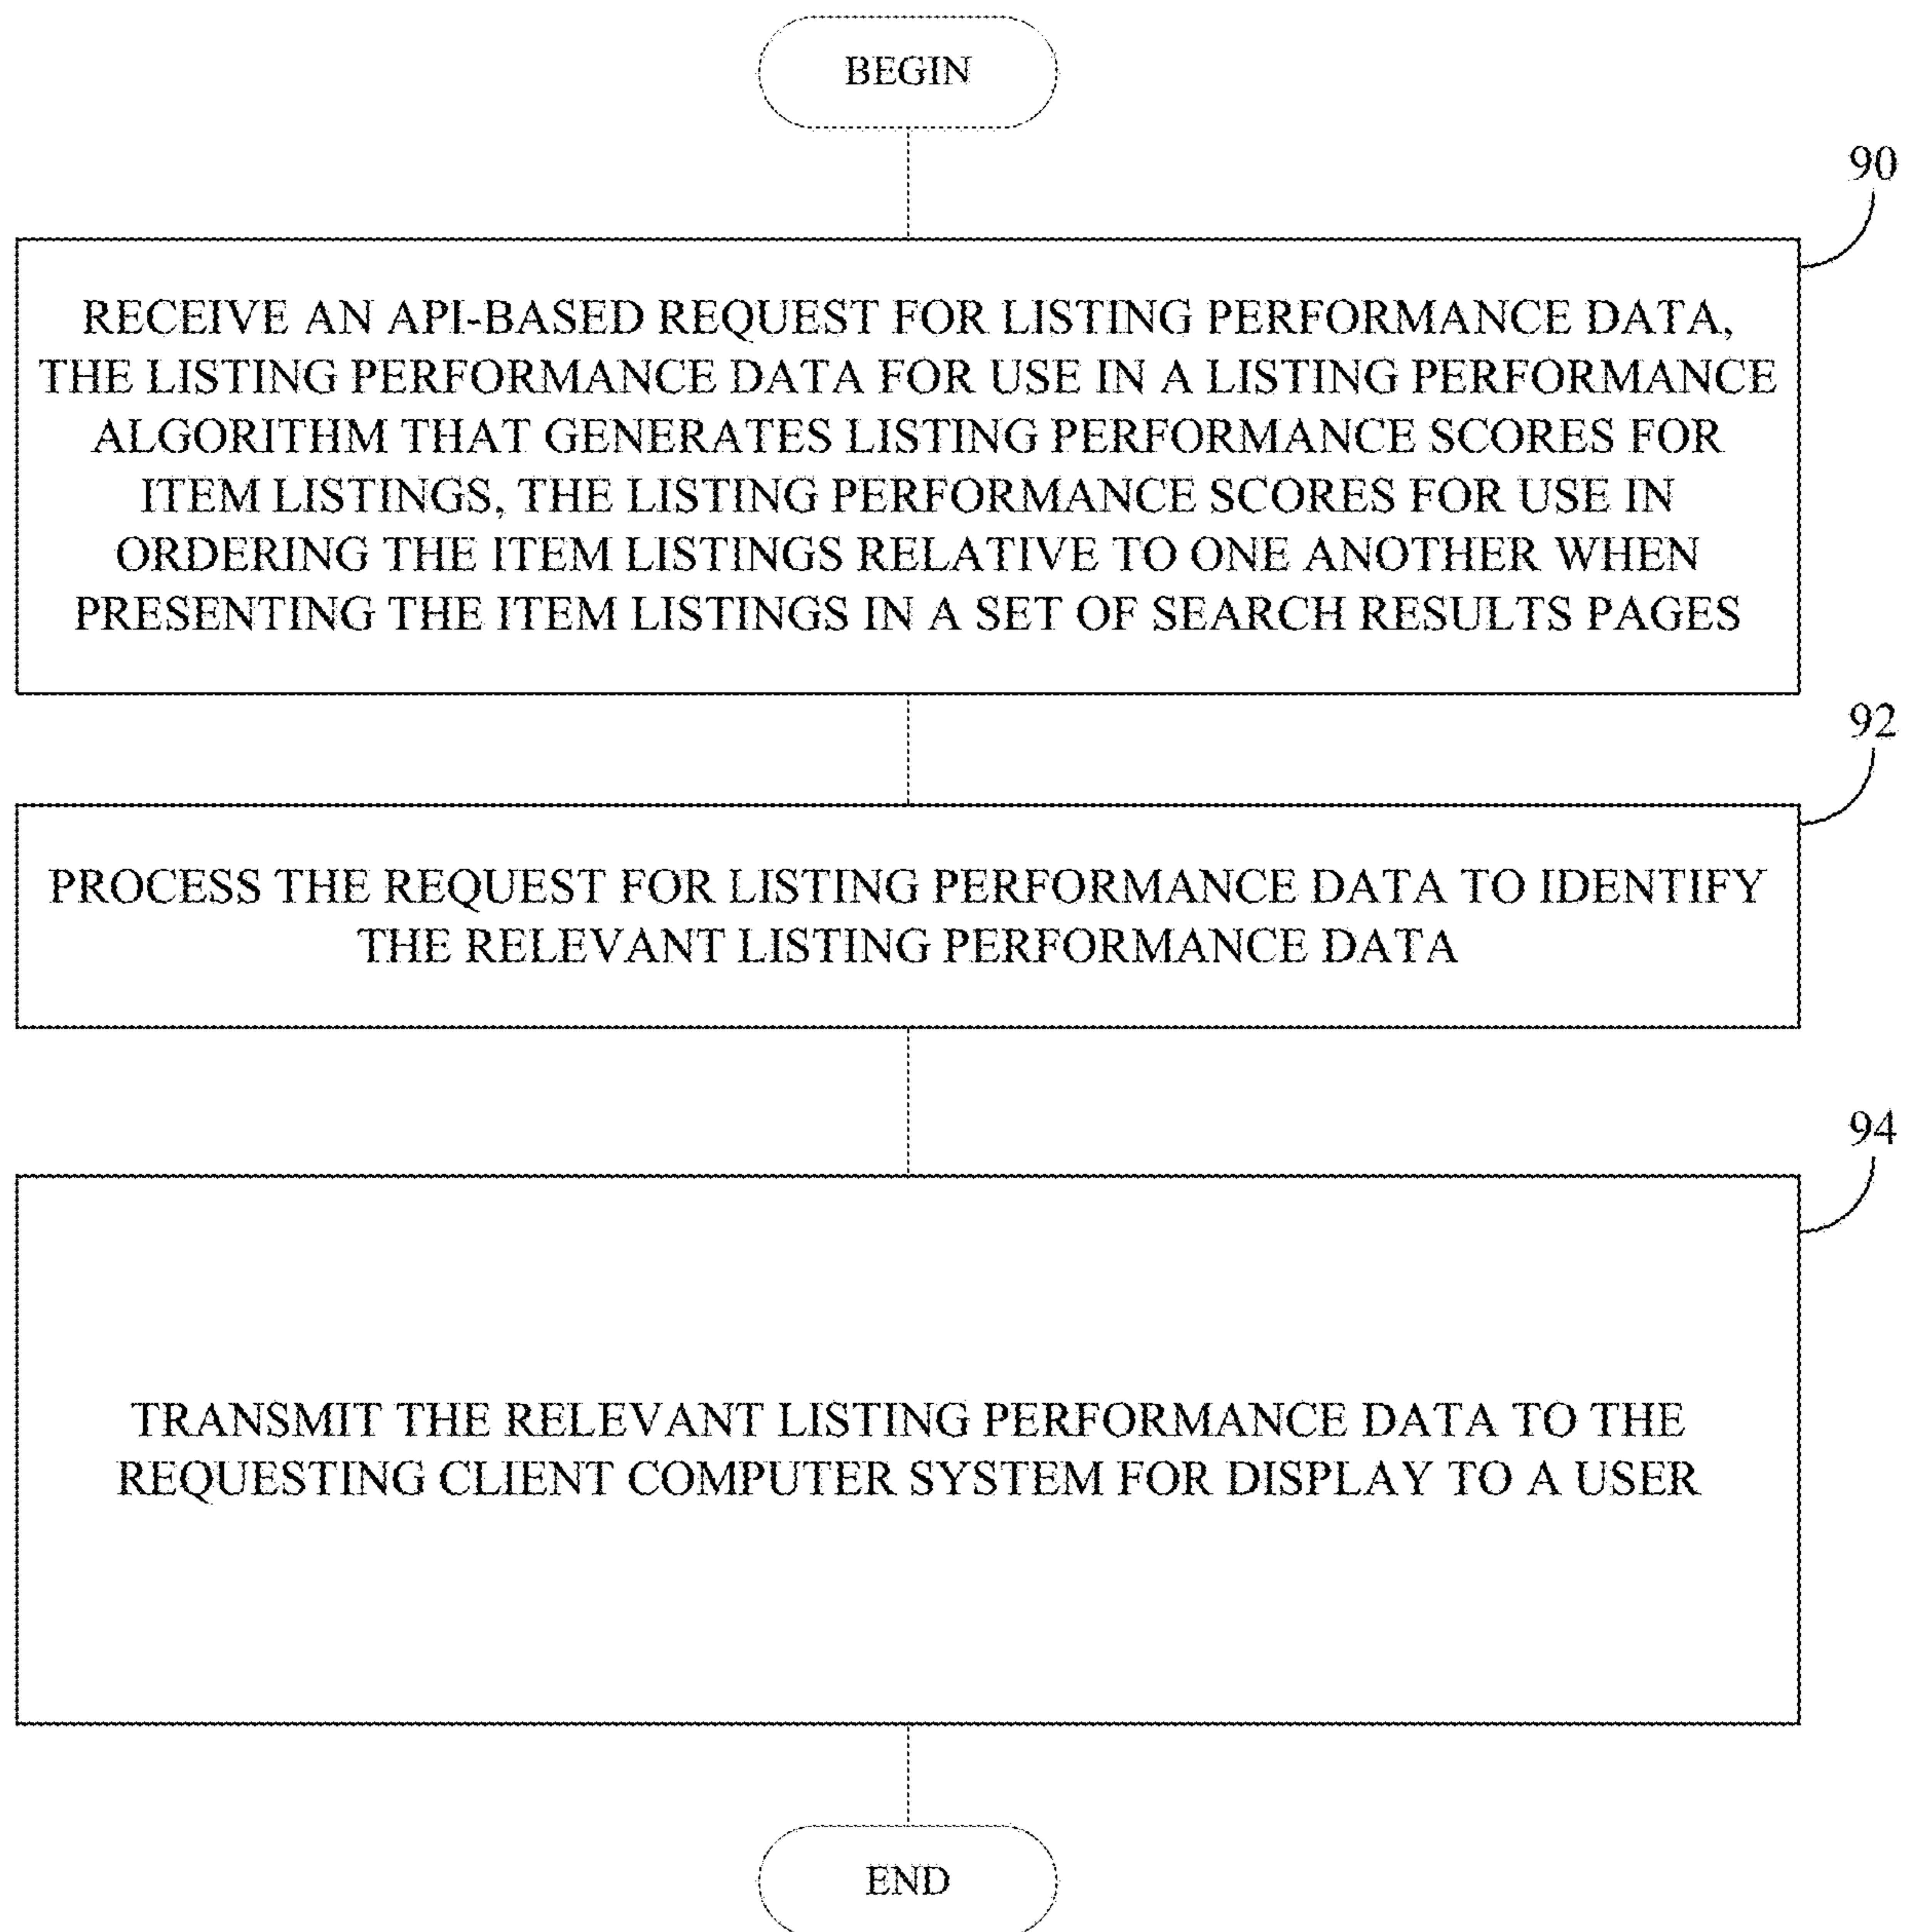 BEGIN
90
RECEIVE AN API-BASED REQUEST FOR LISTING PERFORMANCE DATA,
THE LISTING PERFORMANCE DATA FOR USE IN A LISTING PERFORMANCE
ALGORITHM THAT GENERATES LISTING PERFORMANCE SCORES FOR
ITEM LISTINGS, THE LISTING PERFORMANCE SCORES FOR USE IN
ORDERING THE ITEM LISTINGS RELATIVE TO ONE ANOTHER WHEN
PRESENTING THE ITEM LISTINGS IN A SET OF SEARCH RESULTS PAGES
92
PROCESS THE REQUEST FOR LISTING PERFORMANCE DATA TO IDENTIFY
THE RELEVANT LISTING PERFORMANCE DATA
94
TRANSMIT THE RELEVANT LISTING PERFORMANCE DATA TO THE
REQUESTING CLIENT COMPUTER SYSTEM FOR DISPLAY TO A USER
END